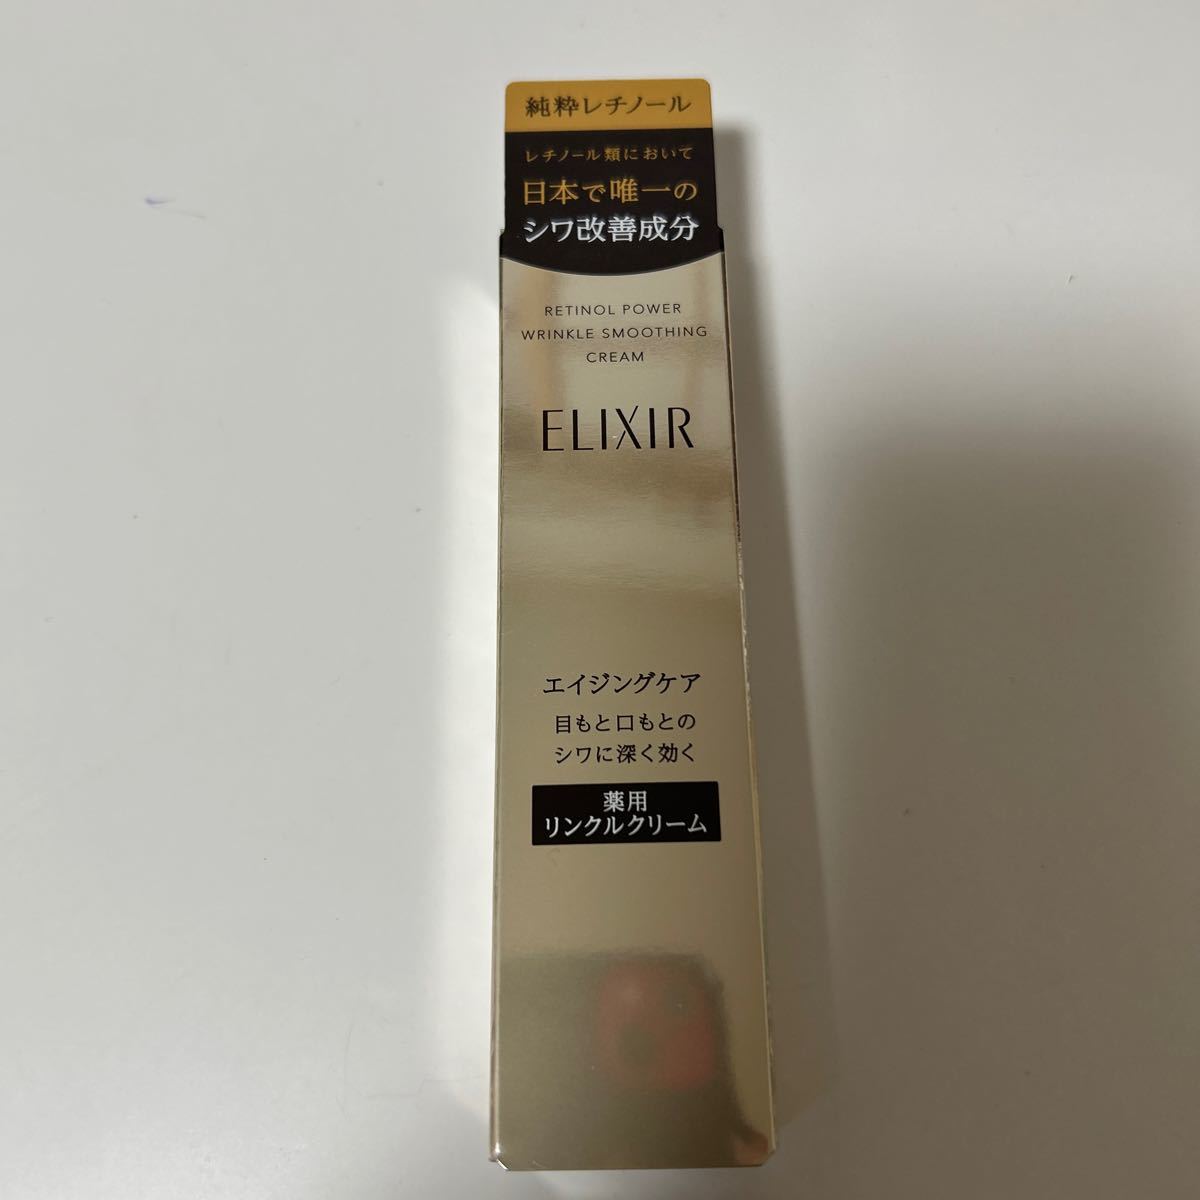 純粋レチノール
レチノール類において
日本で唯一の
シワ改善成分
RETINOL POWER
WRINKLE SMOOTHING
CREAM
ELIXIR
エイジングケア
目もと口もとの
シワに深く効く
薬用
リンクルクリーム